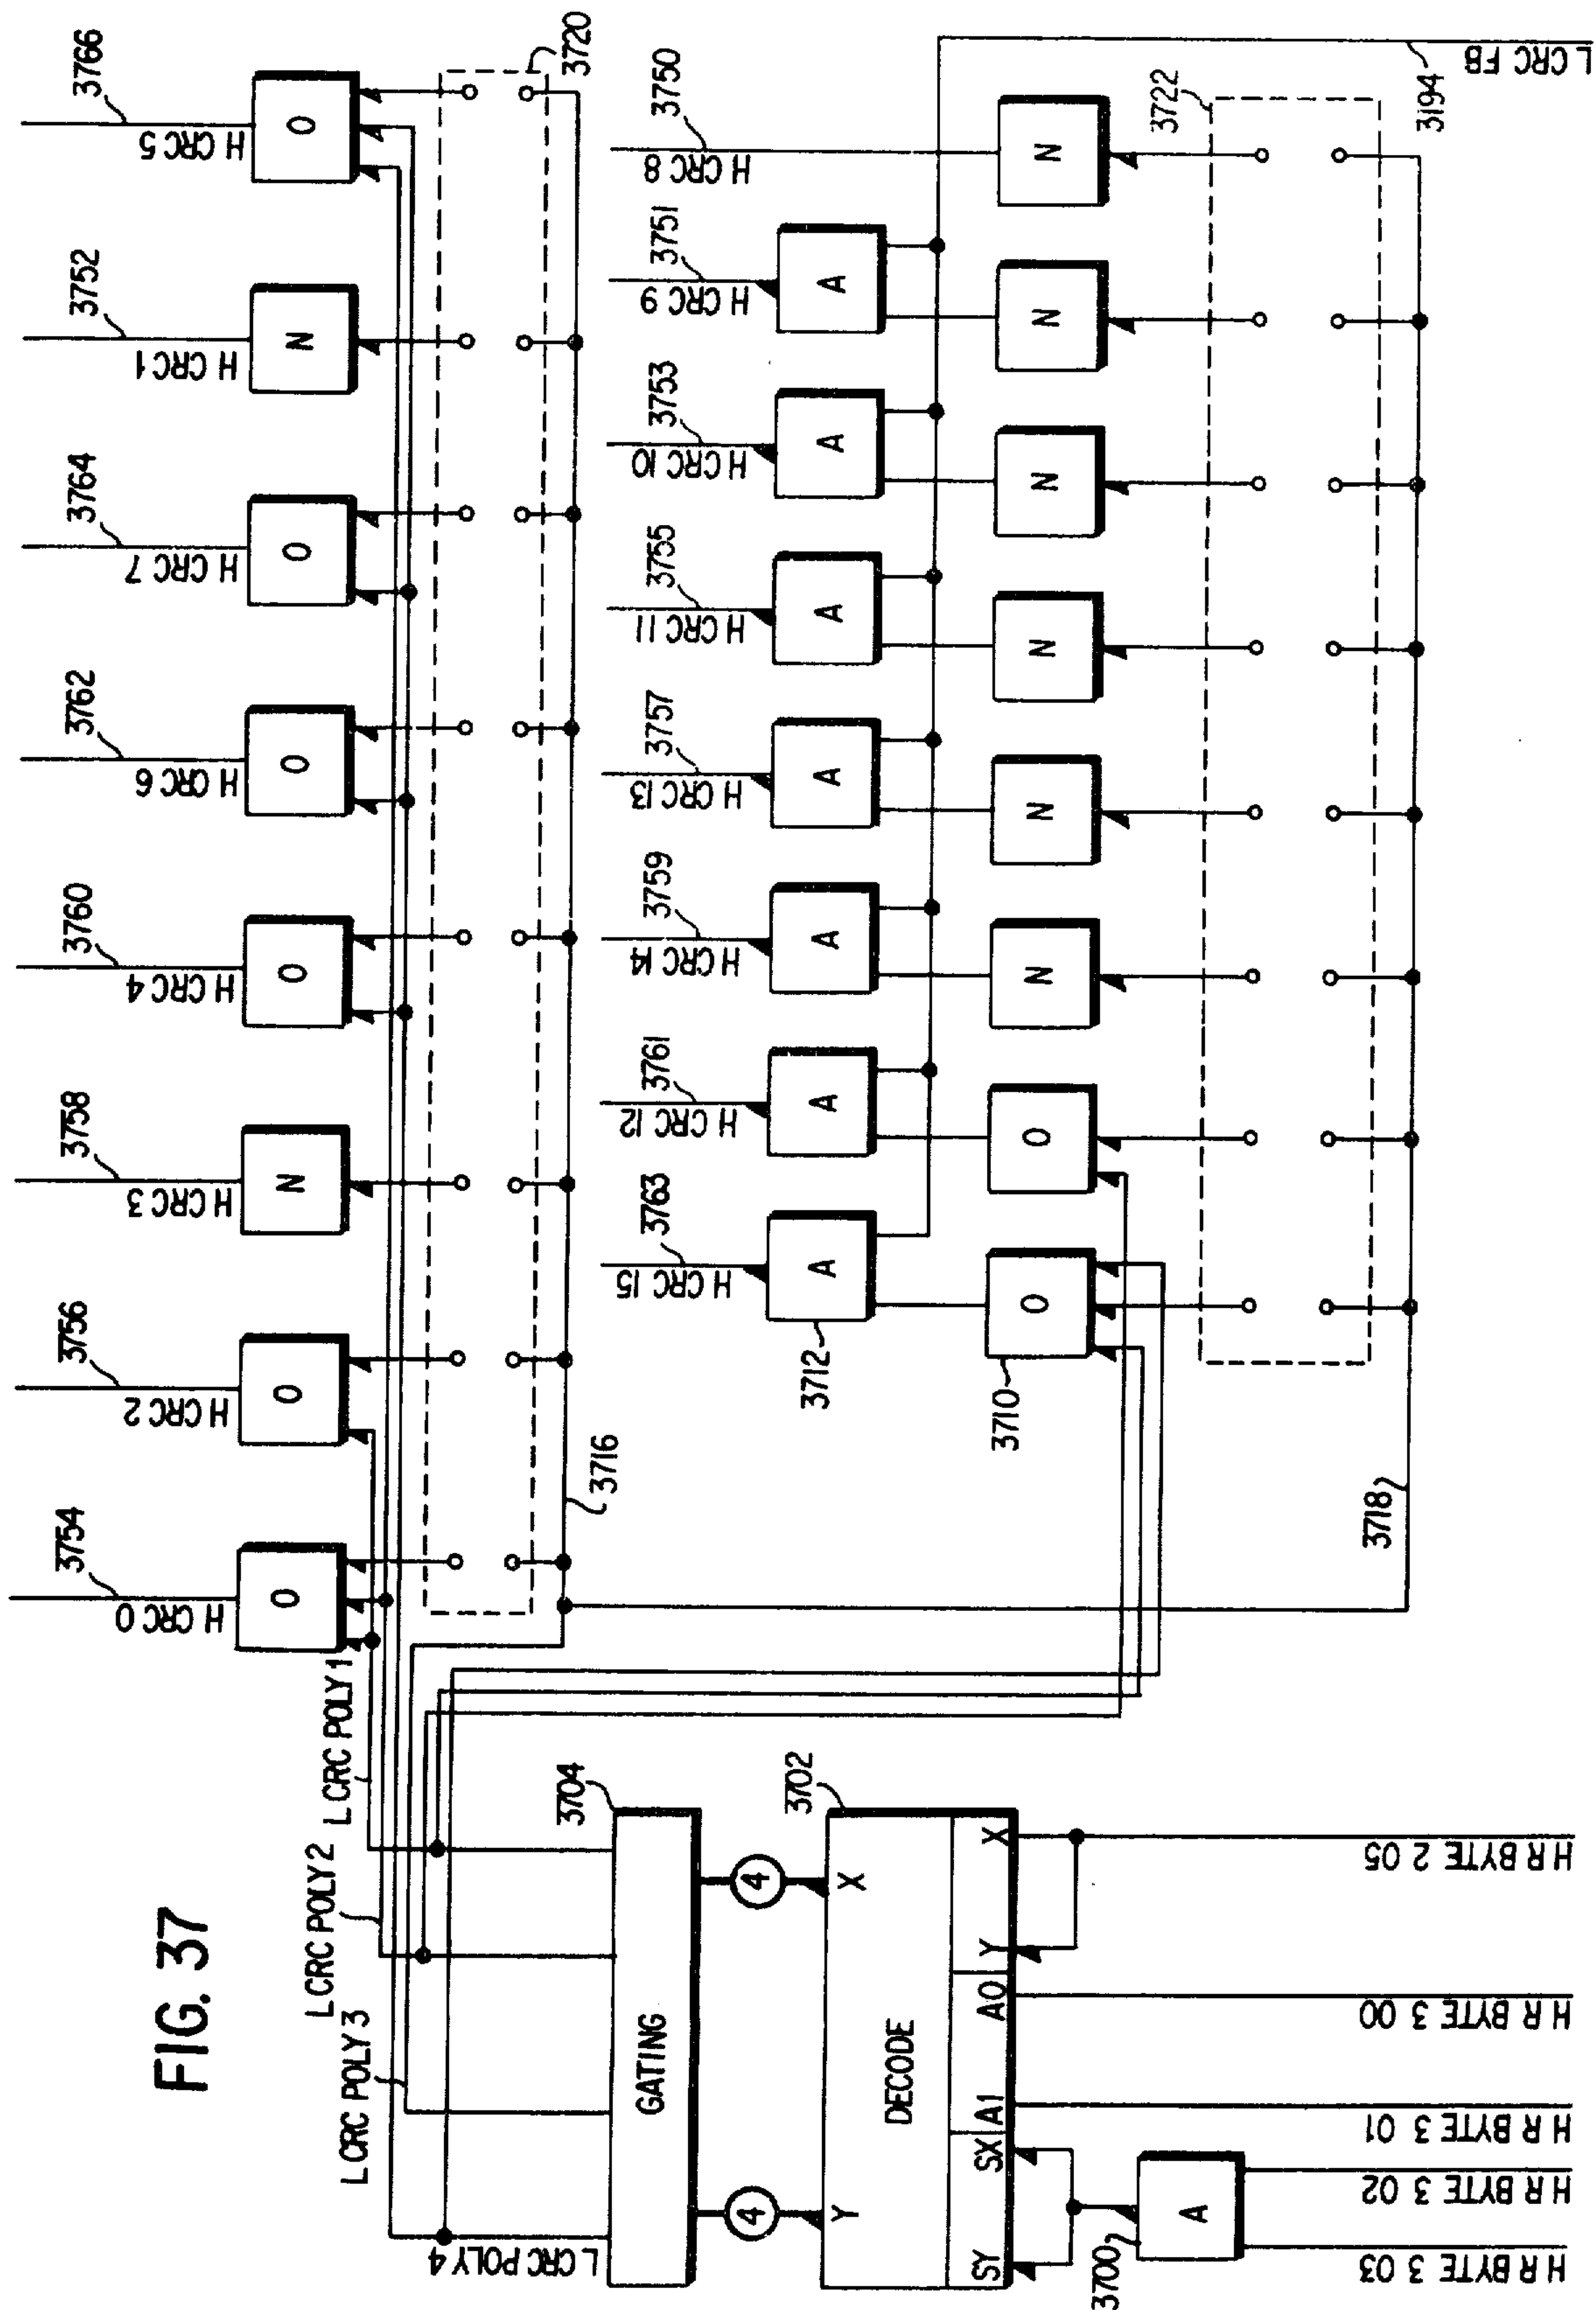 FIG. 37
3754
H CRC 0
O
3756
H CRC 2
O
3758
H CRC 3
N
3760
H CRC 4
O
3762
H CRC 6
O
3764
H CRC 7
O
3752
H CRC 1
N
3766
H CRC 5
O
3720
L CRC POLY 1
L CRC POLY 2
L CRC POLY 3
L CRC POLY 4
3716
3763
H CRC 15
A
3712
3761
H CRC 12
A
3759
H CRC 14
A
3757
H CRC 13
A
3755
H CRC 11
A
3753
H CRC 10
A
3751
H CRC 9
A
3750
H CRC 8
3710
O
O
N
N
N
N
N
N
3722
3718
3194
L CRC FB
3704
GATING
4
4
3702
Y
X
DECODE
SY
SX
A1
A0
Y
X
3700
A
H R BYTE 3 03
H R BYTE 3 02
H R BYTE 3 01
H R BYTE 3 00
H R BYTE 2 05